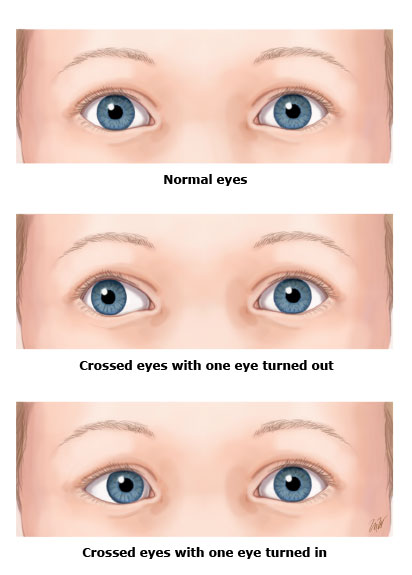 Normal eyes
Crossed eyes with one eye turned out
Crossed eyes with one eye turned in